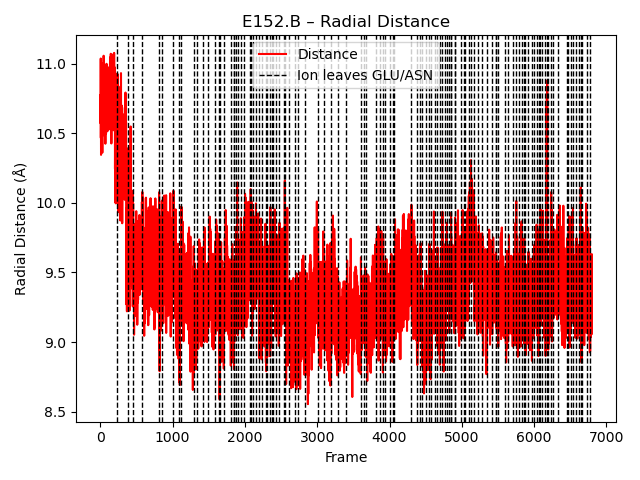 E152.B – Radial Distance
Distance
Ion leaves GLU/ASN
Radial Distance (Å)
11.0
10.5
10.0
9.5
9.0
8.5
0 1000 2000 3000 4000 5000 6000 7000
Frame